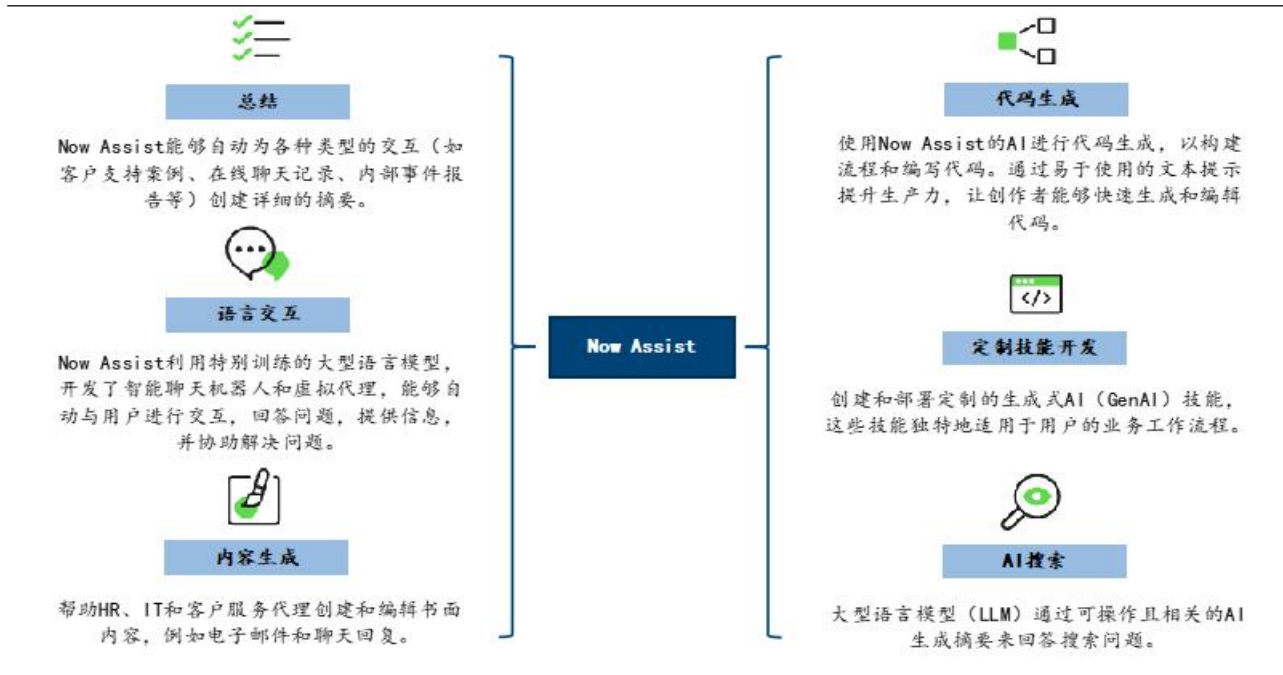 总结
Now Assist能够自动为各种类型的交互（如
客户支持案例、在线聊天记录、内部事件报
告等）创建详细的摘要。
语言交互
Now Assist利用特别训练的大型语言模型，
开发了智能聊天机器人和虚拟代理，能够自
动与用户进行交互，回答问题，提供信息，
并协助解决问题。
内容生成
帮助HR、IT和客户服务代理创建和编辑书面
内容，例如电子邮件和聊天回复。
Now Assist
代码生成
使用Now Assist的AI进行代码生成，以构建
流程和编写代码。通过易于使用的文本提示
提升生产力，让创作者能够快速生成和编辑
代码。
</>
定制技能开发
创建和部署定制的生成式AI（GenAI）技能，
这些技能独特地适用于用户的业务工作流程。
AI搜索
大型语言模型（LLM）通过可操作且相关的AI
生成摘要来回答搜索问题。